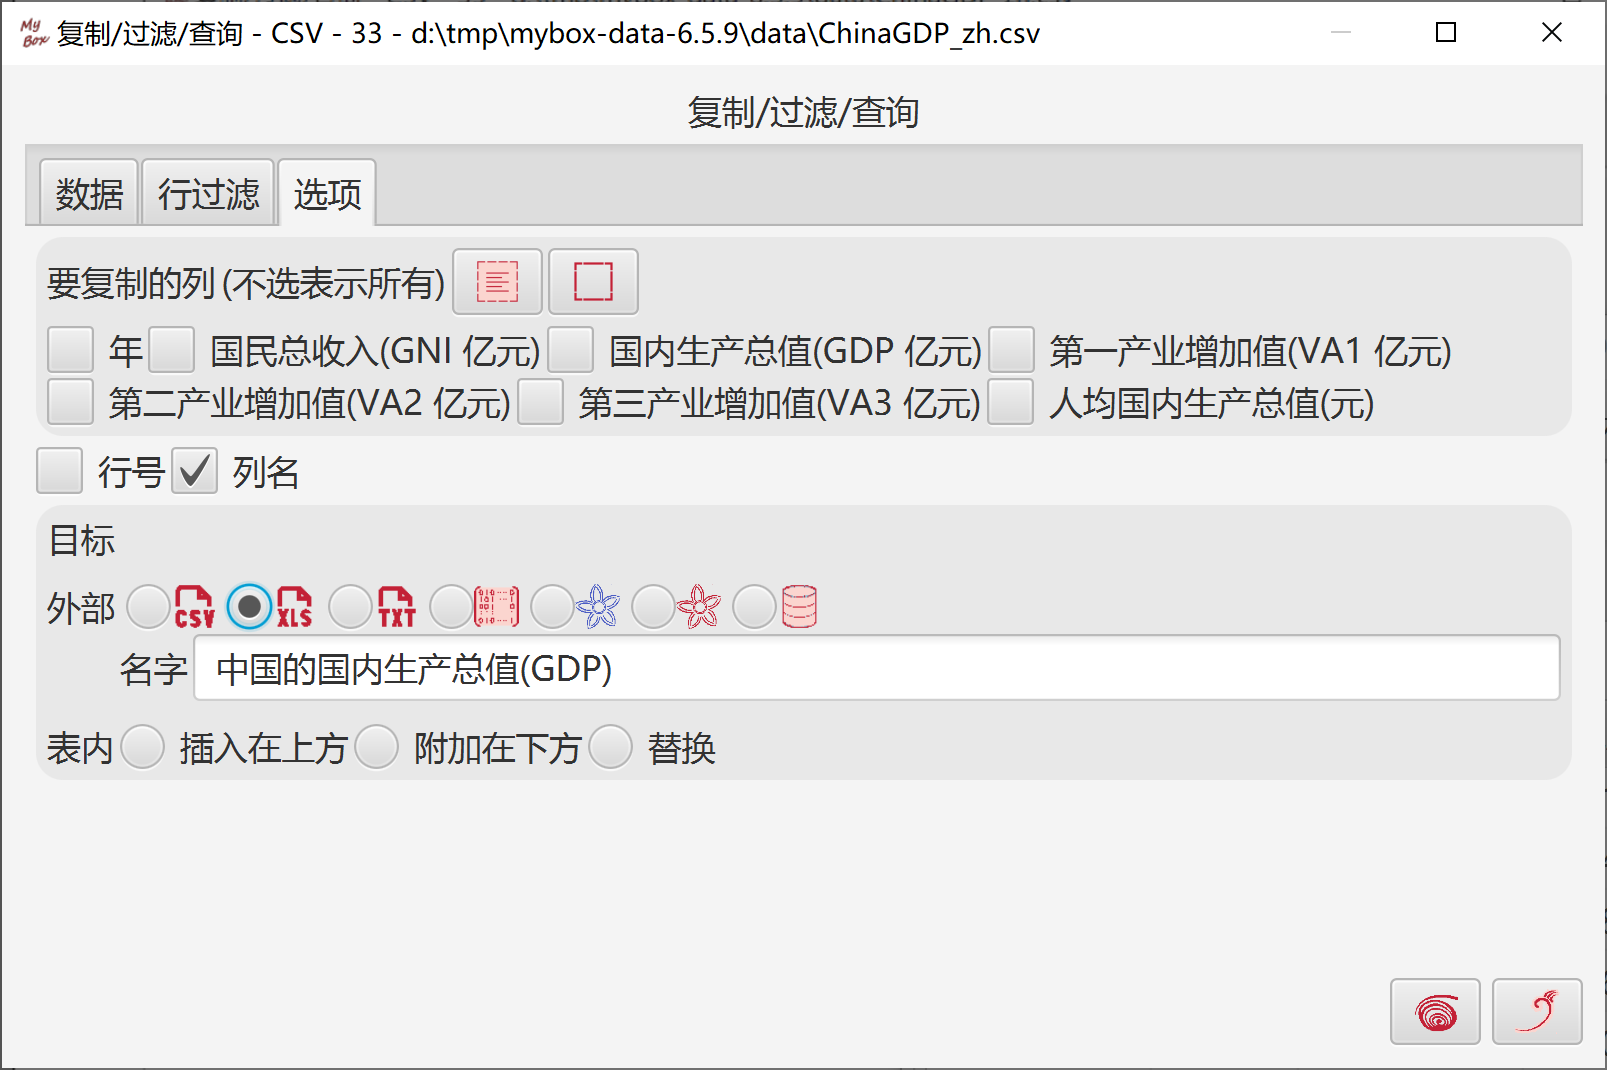 My Box 复制/过滤/查询 - CSV - 33 - d:\tmp\mybox-data-6.5.9\data\ChinaGDP_zh.csv
复制/过滤/查询
数据 行过滤 选项
要复制的列 (不选表示所有)
年 国民总收入(GNI 亿元) 国内生产总值(GDP 亿元) 第一产业增加值(VA1 亿元)
第二产业增加值(VA2 亿元) 第三产业增加值(VA3 亿元) 人均国内生产总值(元)
行号 列名
目标
外部 CSV XLS TXT
名字 中国的国内生产总值(GDP)
表内 插入在上方 附加在下方 替换